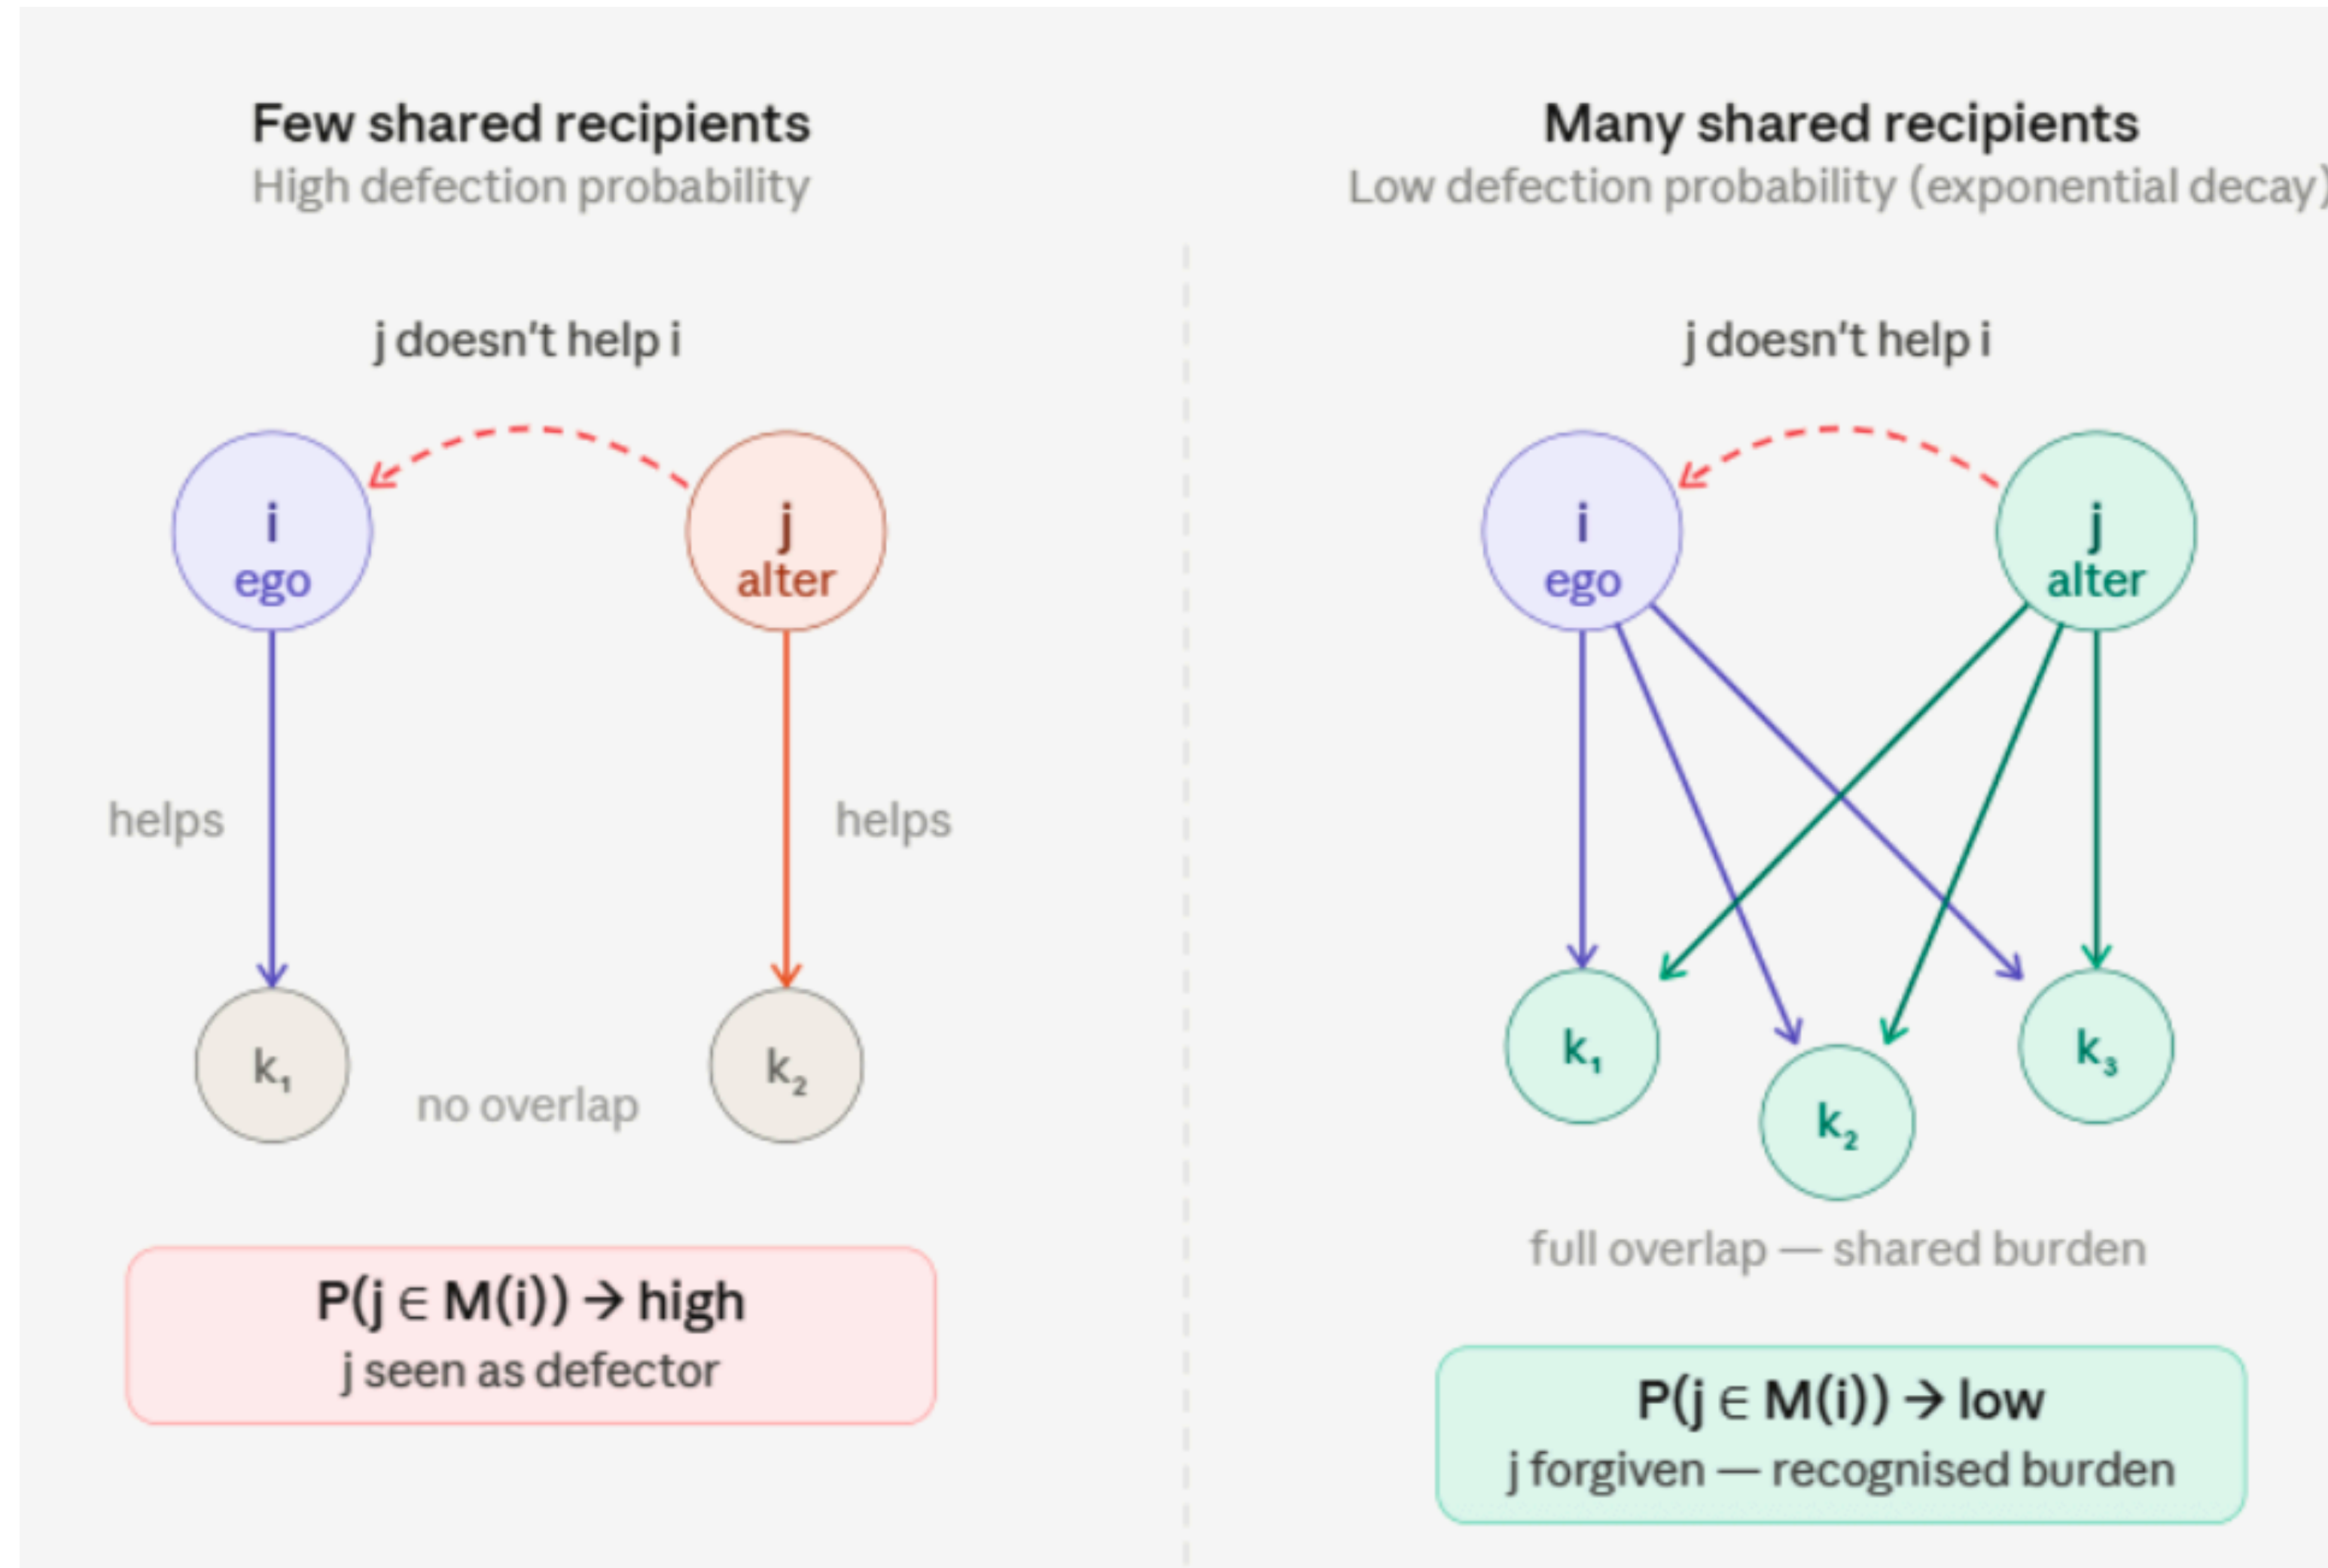 Few shared recipients
High defection probability
j doesn't help i
i
ego
j
alter
helps
helps
k₁
no overlap
k₂
P(j ∈ M(i)) → high
j seen as defector
Many shared recipients
Low defection probability (exponential decay)
j doesn't help i
i
ego
j
alter
k₁
k₂
k₃
full overlap — shared burden
P(j ∈ M(i)) → low
j forgiven — recognised burden